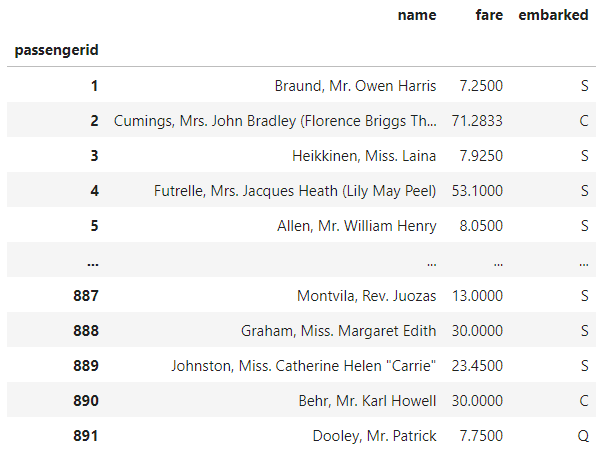 name fare embarked
passengerid
1 Braund, Mr. Owen Harris 7.2500 S
2 Cumings, Mrs. John Bradley (Florence Briggs Th... 71.2833 C
3 Heikkinen, Miss. Laina 7.9250 S
4 Futrelle, Mrs. Jacques Heath (Lily May Peel) 53.1000 S
5 Allen, Mr. William Henry 8.0500 S
... ... ... ...
887 Montvila, Rev. Juozas 13.0000 S
888 Graham, Miss. Margaret Edith 30.0000 S
889 Johnston, Miss. Catherine Helen "Carrie" 23.4500 S
890 Behr, Mr. Karl Howell 30.0000 C
891 Dooley, Mr. Patrick 7.7500 Q